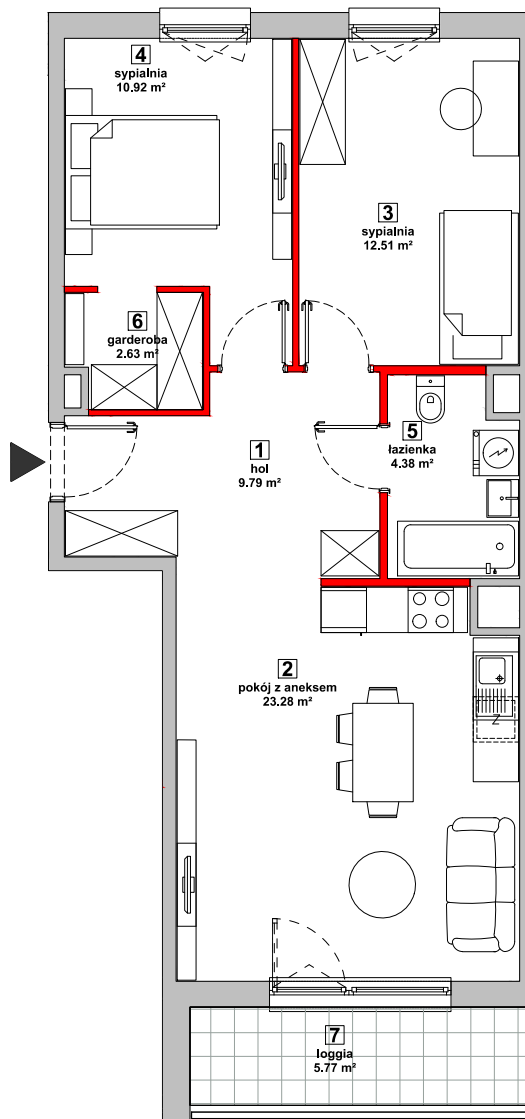 4
sypialnia
10.92 m²
3
sypialnia
12.51 m²
6
garderoba
2.63 m²
5
łazienka
4.38 m²
1
hol
9.79 m²
2
pokój z aneksem
23.28 m²
Z
7
loggia
5.77 m²